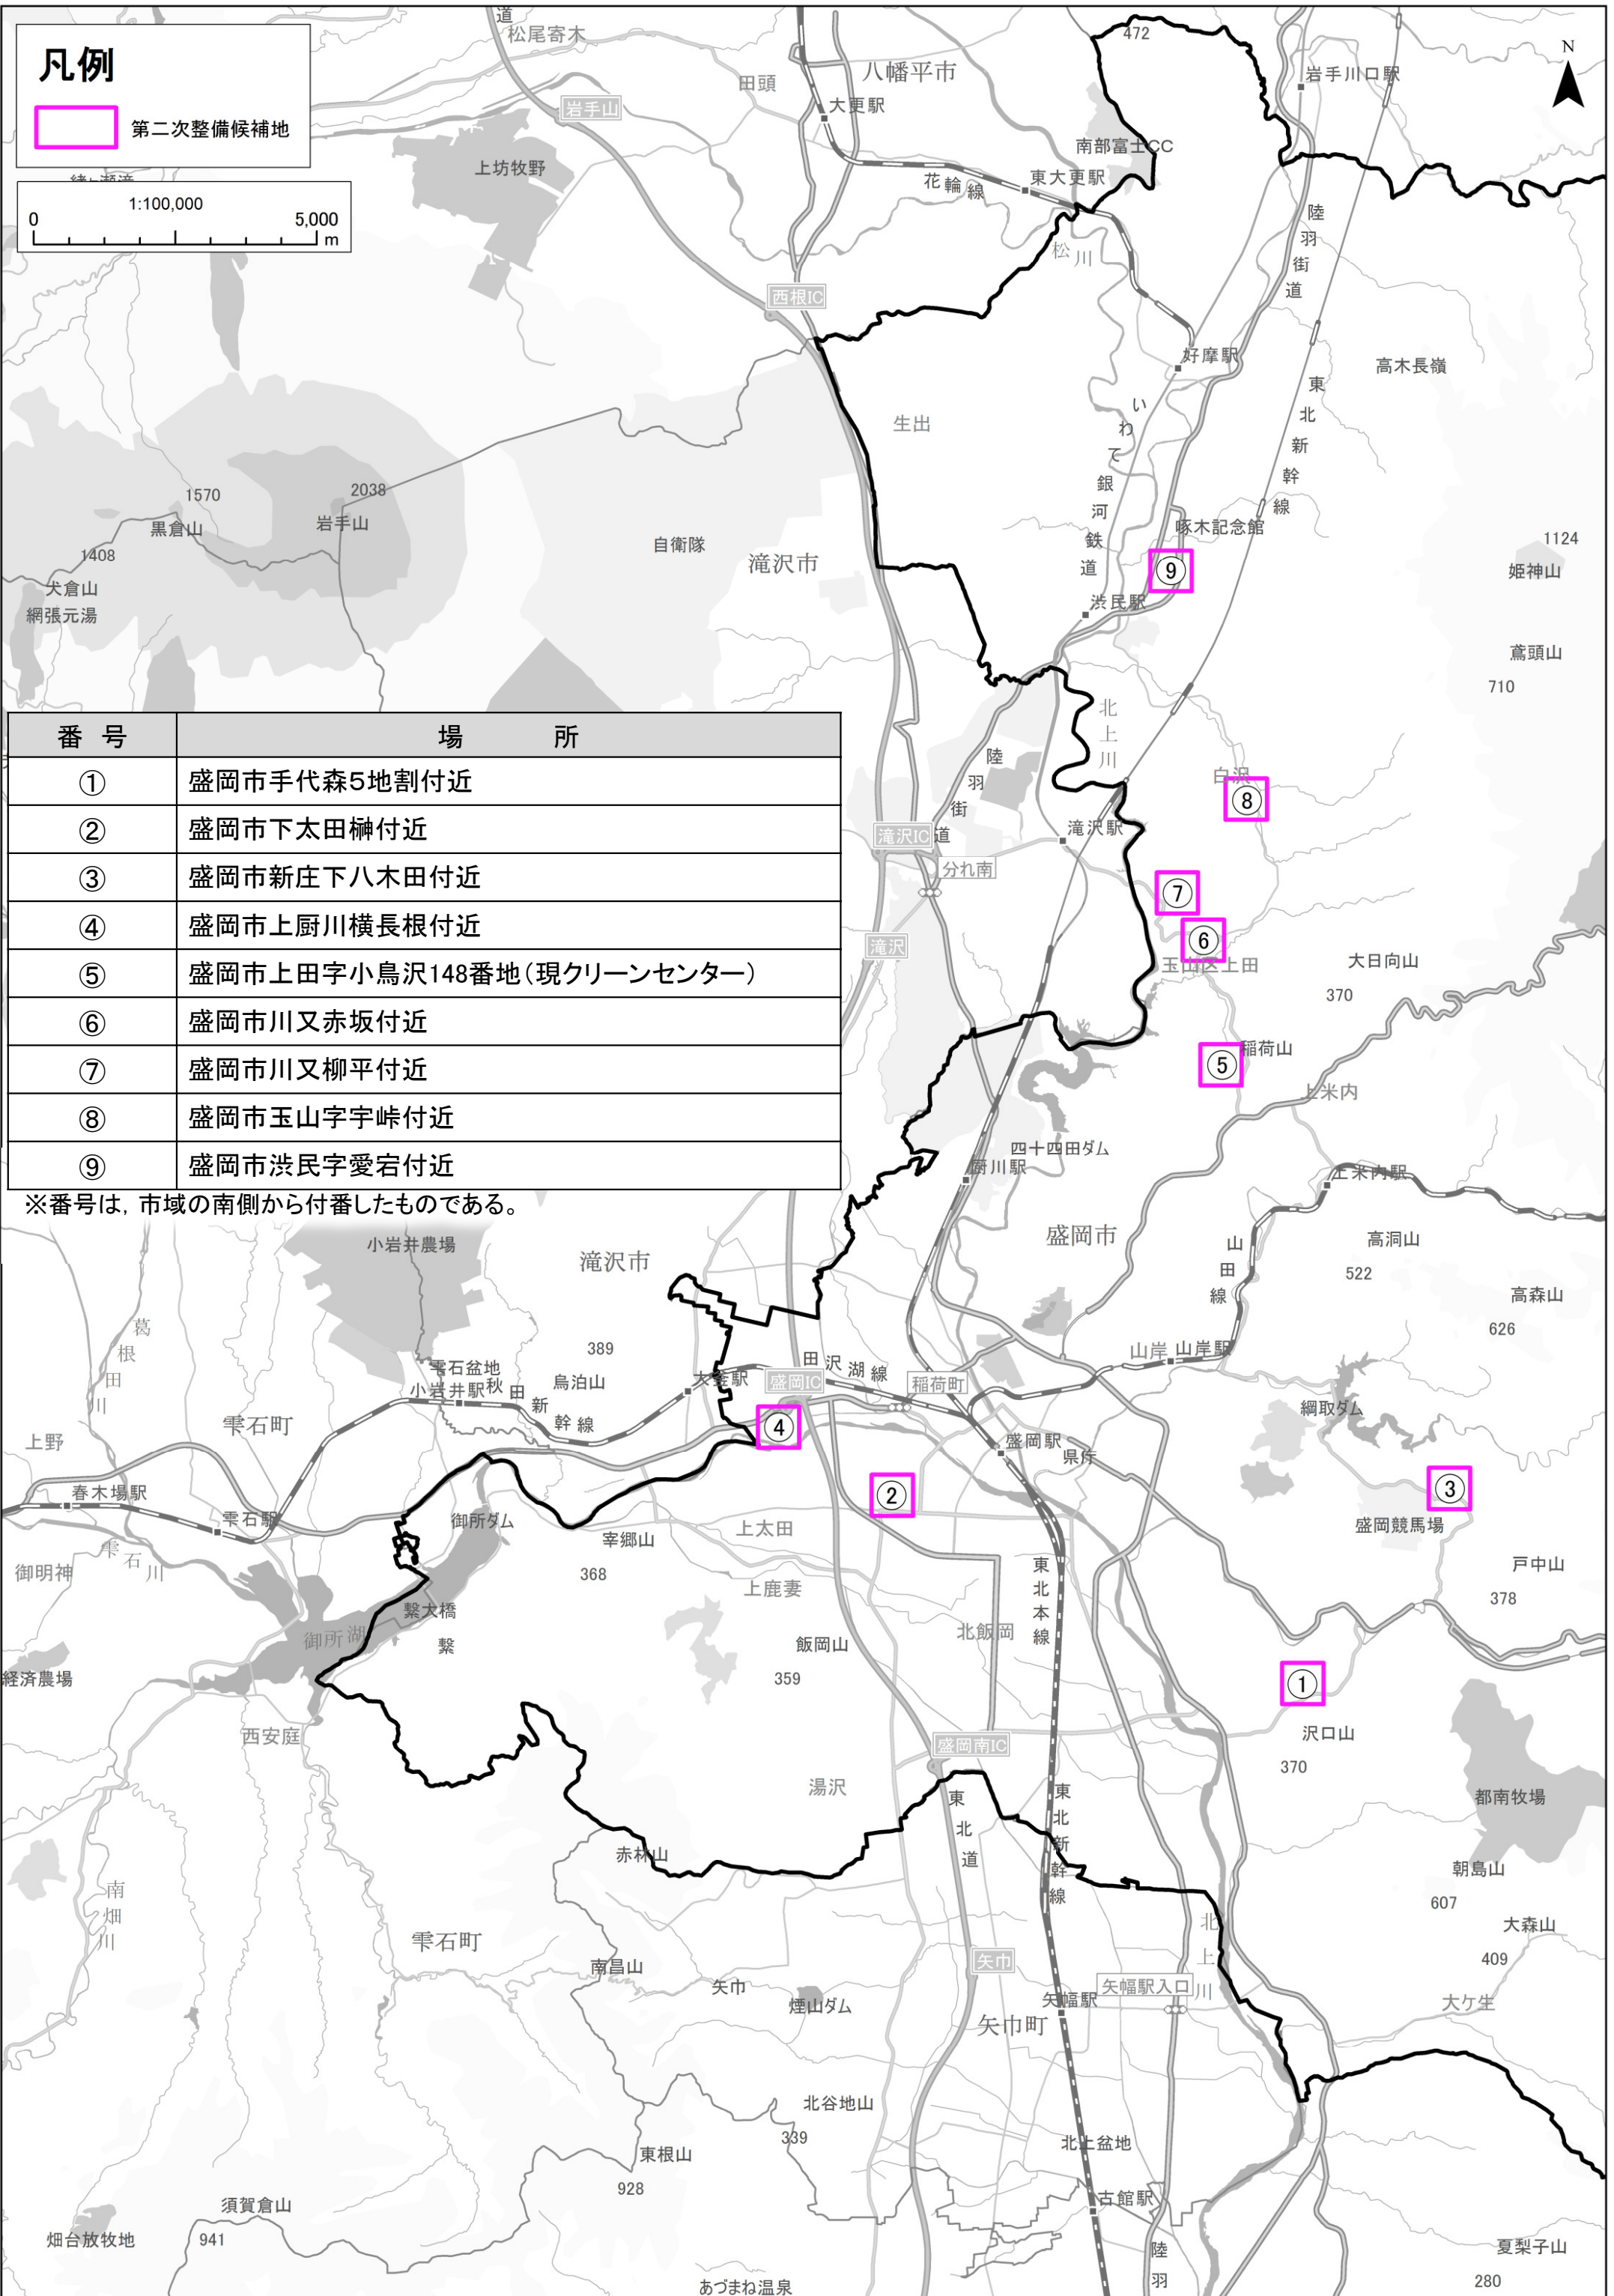 凡例
第二次整備候補地
1:100,000
0 5,000
m
N
道
松尾寄木
田頭
八幡平市
大更駅
岩手山
上坊牧野
472
岩手川口駅
南部富士CC
東大更駅
花輪線
松川
陸羽街道
西根IC
好摩駅
高木長嶺
東北新幹線
いわて銀河鉄道
生出
啄木記念館
⑨
渋民駅
1570
黒倉山
2038
岩手山
1408
犬倉山
網張元湯
自衛隊
滝沢市
1124
姫神山
鳶頭山
710
北上川
陸羽街道
白沢
⑧
滝沢IC
滝沢駅
分れ南
⑦
滝沢
⑥
玉山区上田
大日向山
370
稲荷山
⑤
上米内
四十四田ダム
厨川駅
上米内駅
番号 場所
① 盛岡市手代森5地割付近
② 盛岡市下太田榊付近
③ 盛岡市新庄下八木田付近
④ 盛岡市上厨川横長根付近
⑤ 盛岡市上田字小鳥沢148番地(現クリーンセンター)
⑥ 盛岡市川又赤坂付近
⑦ 盛岡市川又柳平付近
⑧ 盛岡市玉山字宇峠付近
⑨ 盛岡市渋民字愛宕付近
※番号は,市域の南側から付番したものである。
小岩井農場
滝沢市
盛岡市
山田線
高洞山
522
高森山
626
葛根田川
389
雫石盆地
小岩井駅
秋田新幹線
鳥泊山
大釜駅
田沢湖線
盛岡IC
稲荷町
山岸
山岸駅
雫石町
④
上野
盛岡駅
県庁
綱取ダム
春木場駅
②
③
雫石駅
御所ダム
盛岡競馬場
雫石川
宰郷山
368
上太田
御明神
上鹿妻
東北本線
戸中山
378
繋大橋
繋
御所湖
飯岡山
359
北飯岡
経済農場
①
西安庭
沢口山
370
盛岡南IC
湯沢
東北道
東北新幹線
都南牧場
赤林山
朝島山
607
南畑川
北上川
大森山
409
雫石町
南昌山
矢巾
矢巾
煙山ダム
矢幅駅
矢幅駅入口
大ケ生
矢巾町
北谷地山
339
東根山
928
北上盆地
古館駅
須賀倉山
941
畑台放牧地
陸羽
夏梨子山
280
あづまね温泉